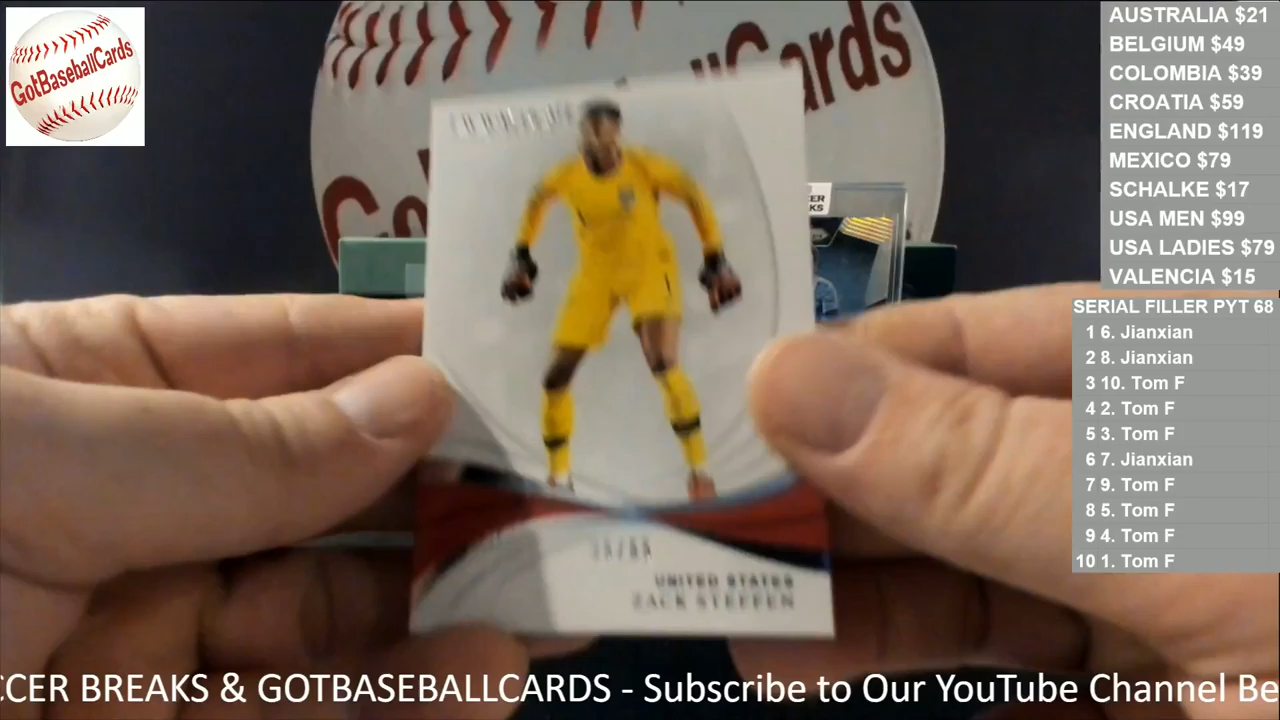 GotBaseballCards
Cards
AUSTRALIA $21
BELGIUM $49
COLOMBIA $39
CROATIA $59
ENGLAND $119
MEXICO $79
SCHALKE $17
USA MEN $99
USA LADIES $79
VALENCIA $15
SERIAL FILLER PYT 68
1 6. Jianxian
2 8. Jianxian
3 10. Tom F
4 2. Tom F
5 3. Tom F
6 7. Jianxian
7 9. Tom F
8 5. Tom F
9 4. Tom F
10 1. Tom F
UNITED STATES
ZACK STEFFEN
CCER BREAKS & GOTBASEBALLCARDS - Subscribe to Our YouTube Channel Be